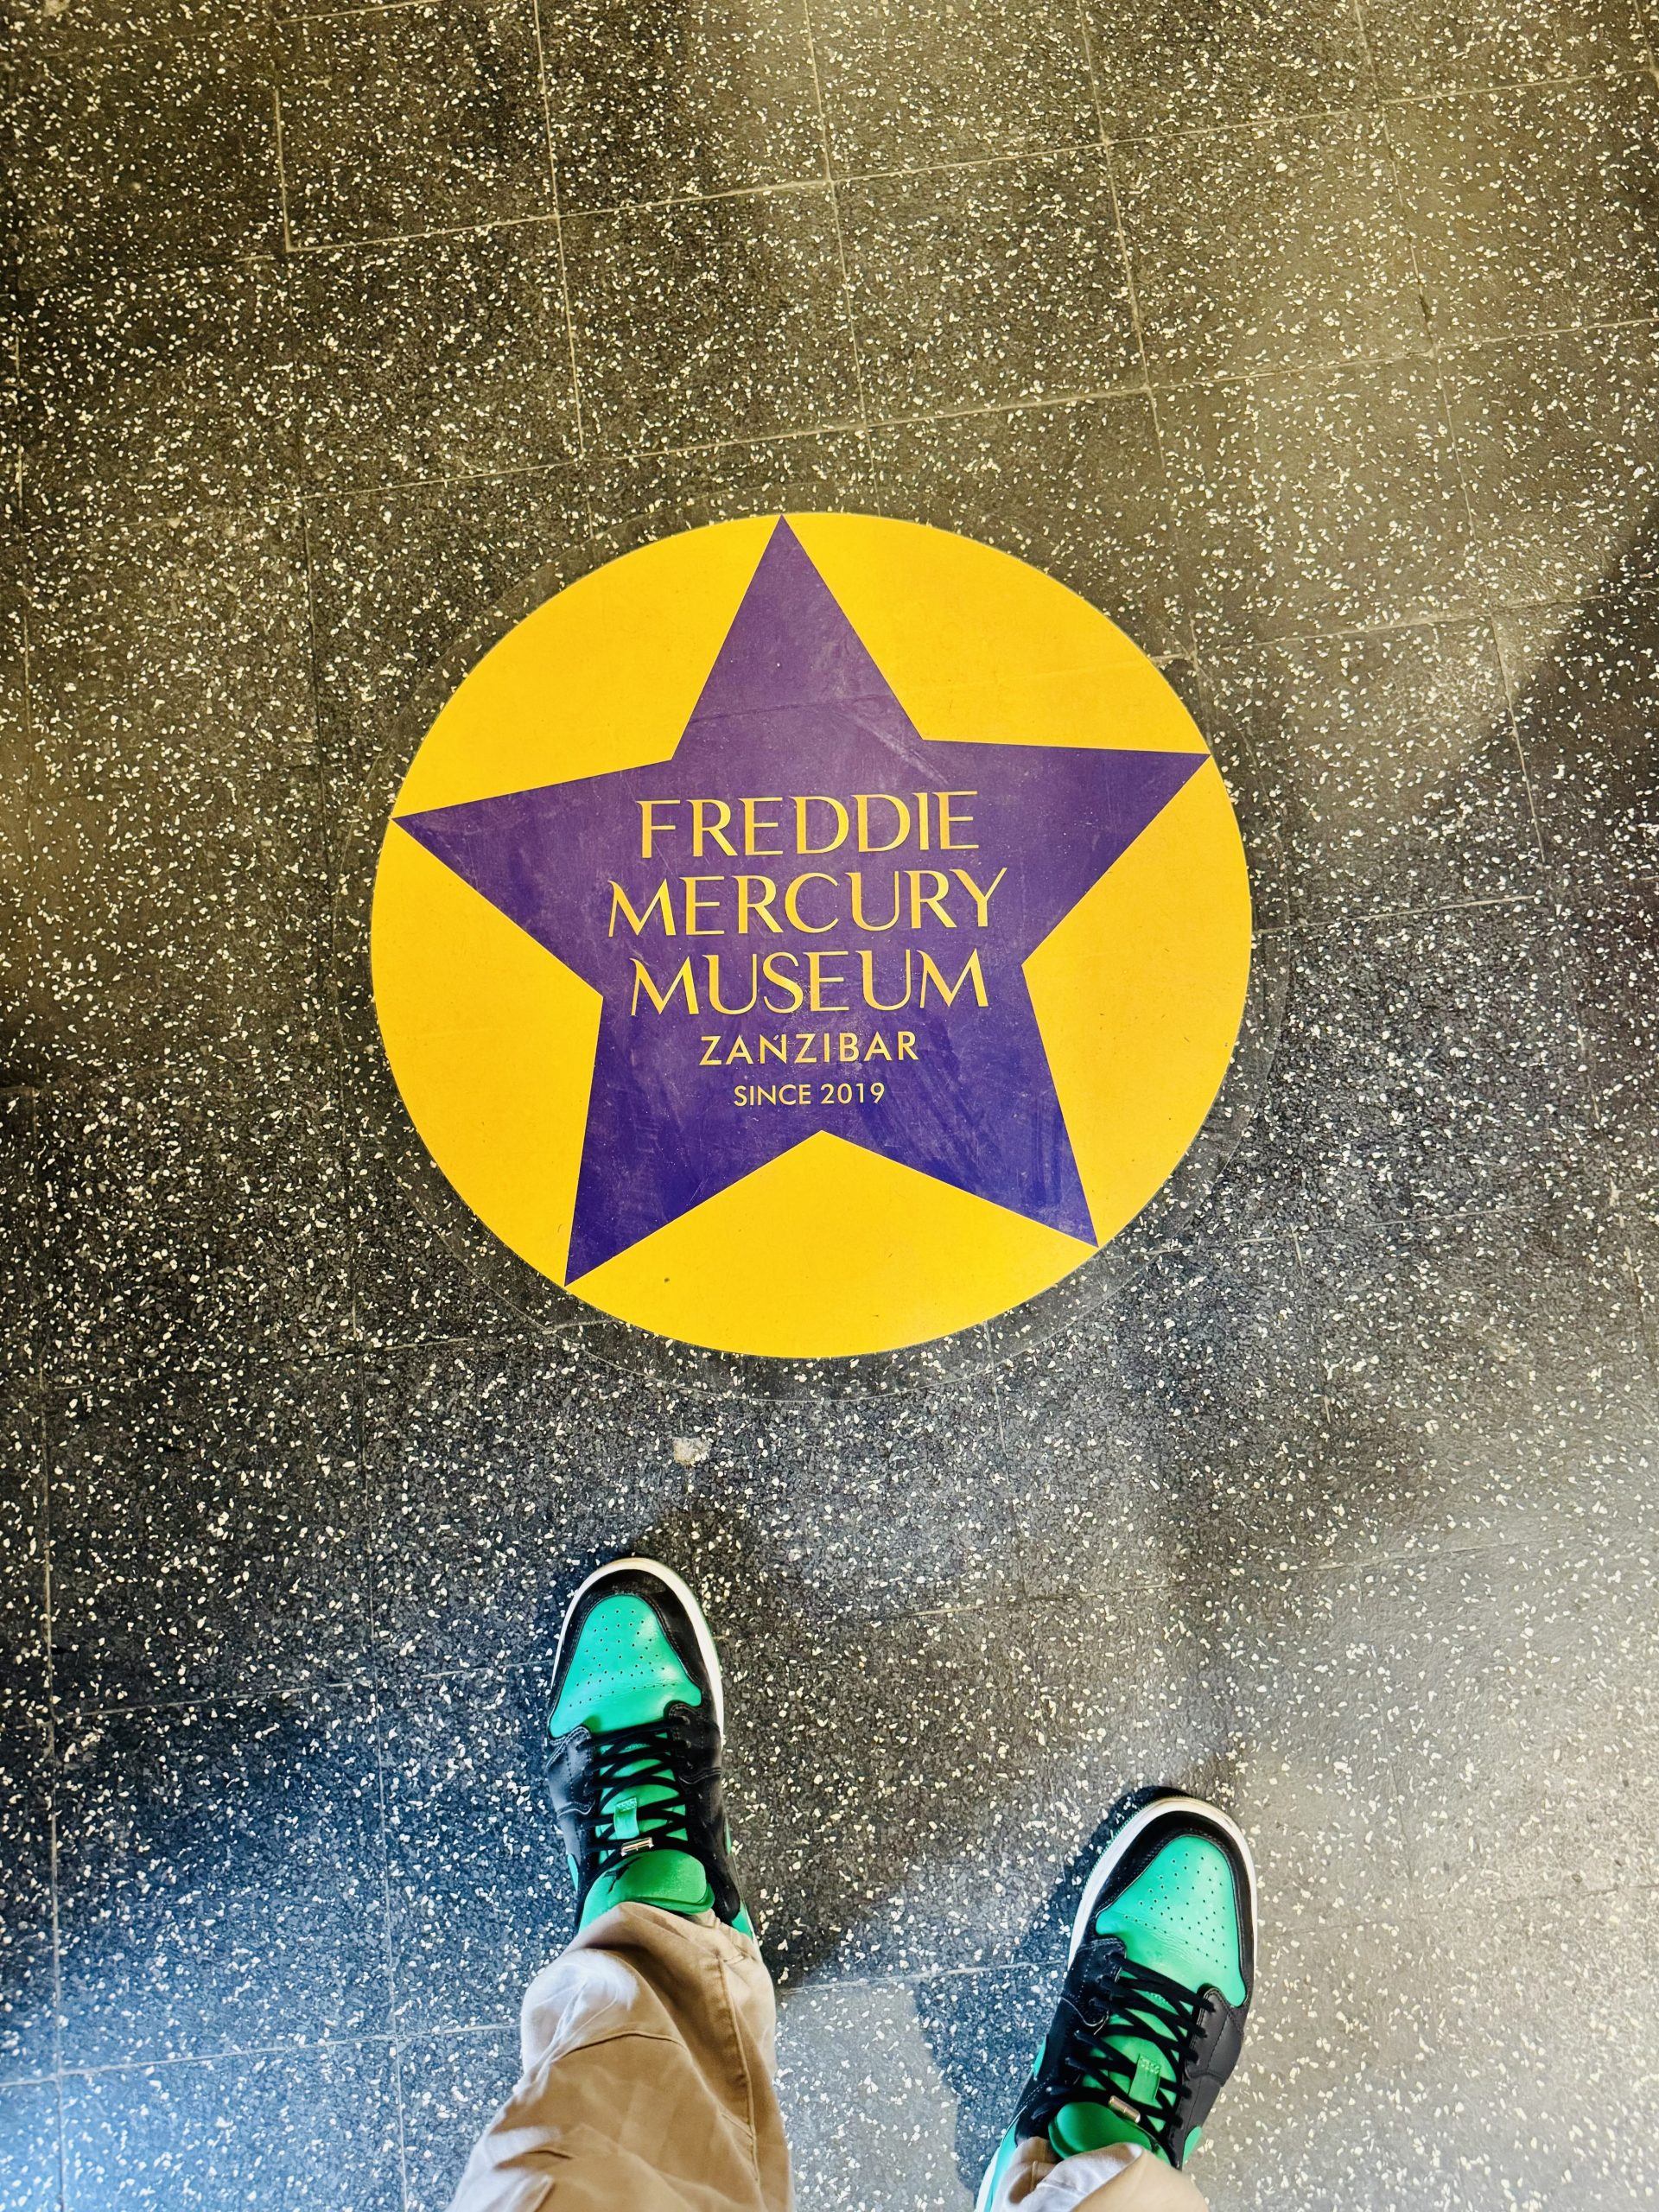 FREDDIE
MERCURY
MUSEUM
ZANZIBAR
SINCE 2019